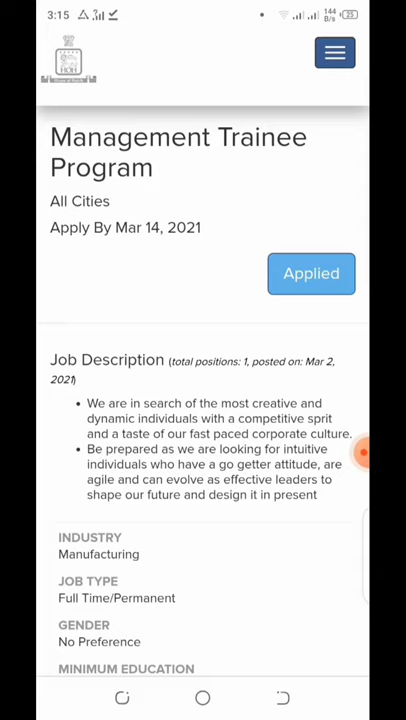 3:15
144
B/s
25
HOH
Management Trainee
Program
All Cities
Apply By Mar 14, 2021
Applied
Job Description (total positions: 1, posted on: Mar 2,
2021)
We are in search of the most creative and
dynamic individuals with a competitive sprit
and a taste of our fast paced corporate culture.
Be prepared as we are looking for intuitive
individuals who have a go getter attitude, are
agile and can evolve as effective leaders to
shape our future and design it in present
INDUSTRY
Manufacturing
JOB TYPE
Full Time/Permanent
GENDER
No Preference
MINIMUM EDUCATION